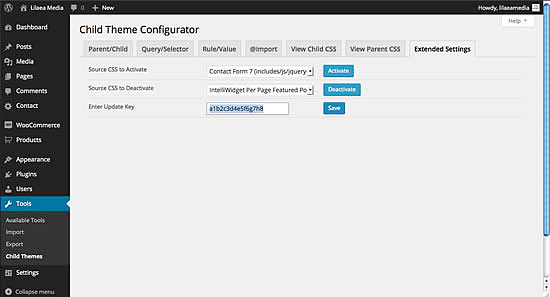 Lilaea Media 0 + New Howdy, lilaeamedia
Help
Dashboard
Posts
Media
Pages
Comments
Contact
WooCommerce
Products
Appearance
Plugins
Users
Tools
Available Tools
Import
Export
Child Themes
Settings
Collapse menu
Child Theme Configurator
Parent/Child Query/Selector Rule/Value @import View Child CSS View Parent CSS Extended Settings
Source CSS to Activate Contact Form 7 (includes/js/jquery Activate
Source CSS to Deactivate IntelliWidget Per Page Featured Po Deactivate
Enter Update Key a1b2c3d4e5f6g7h8 Save